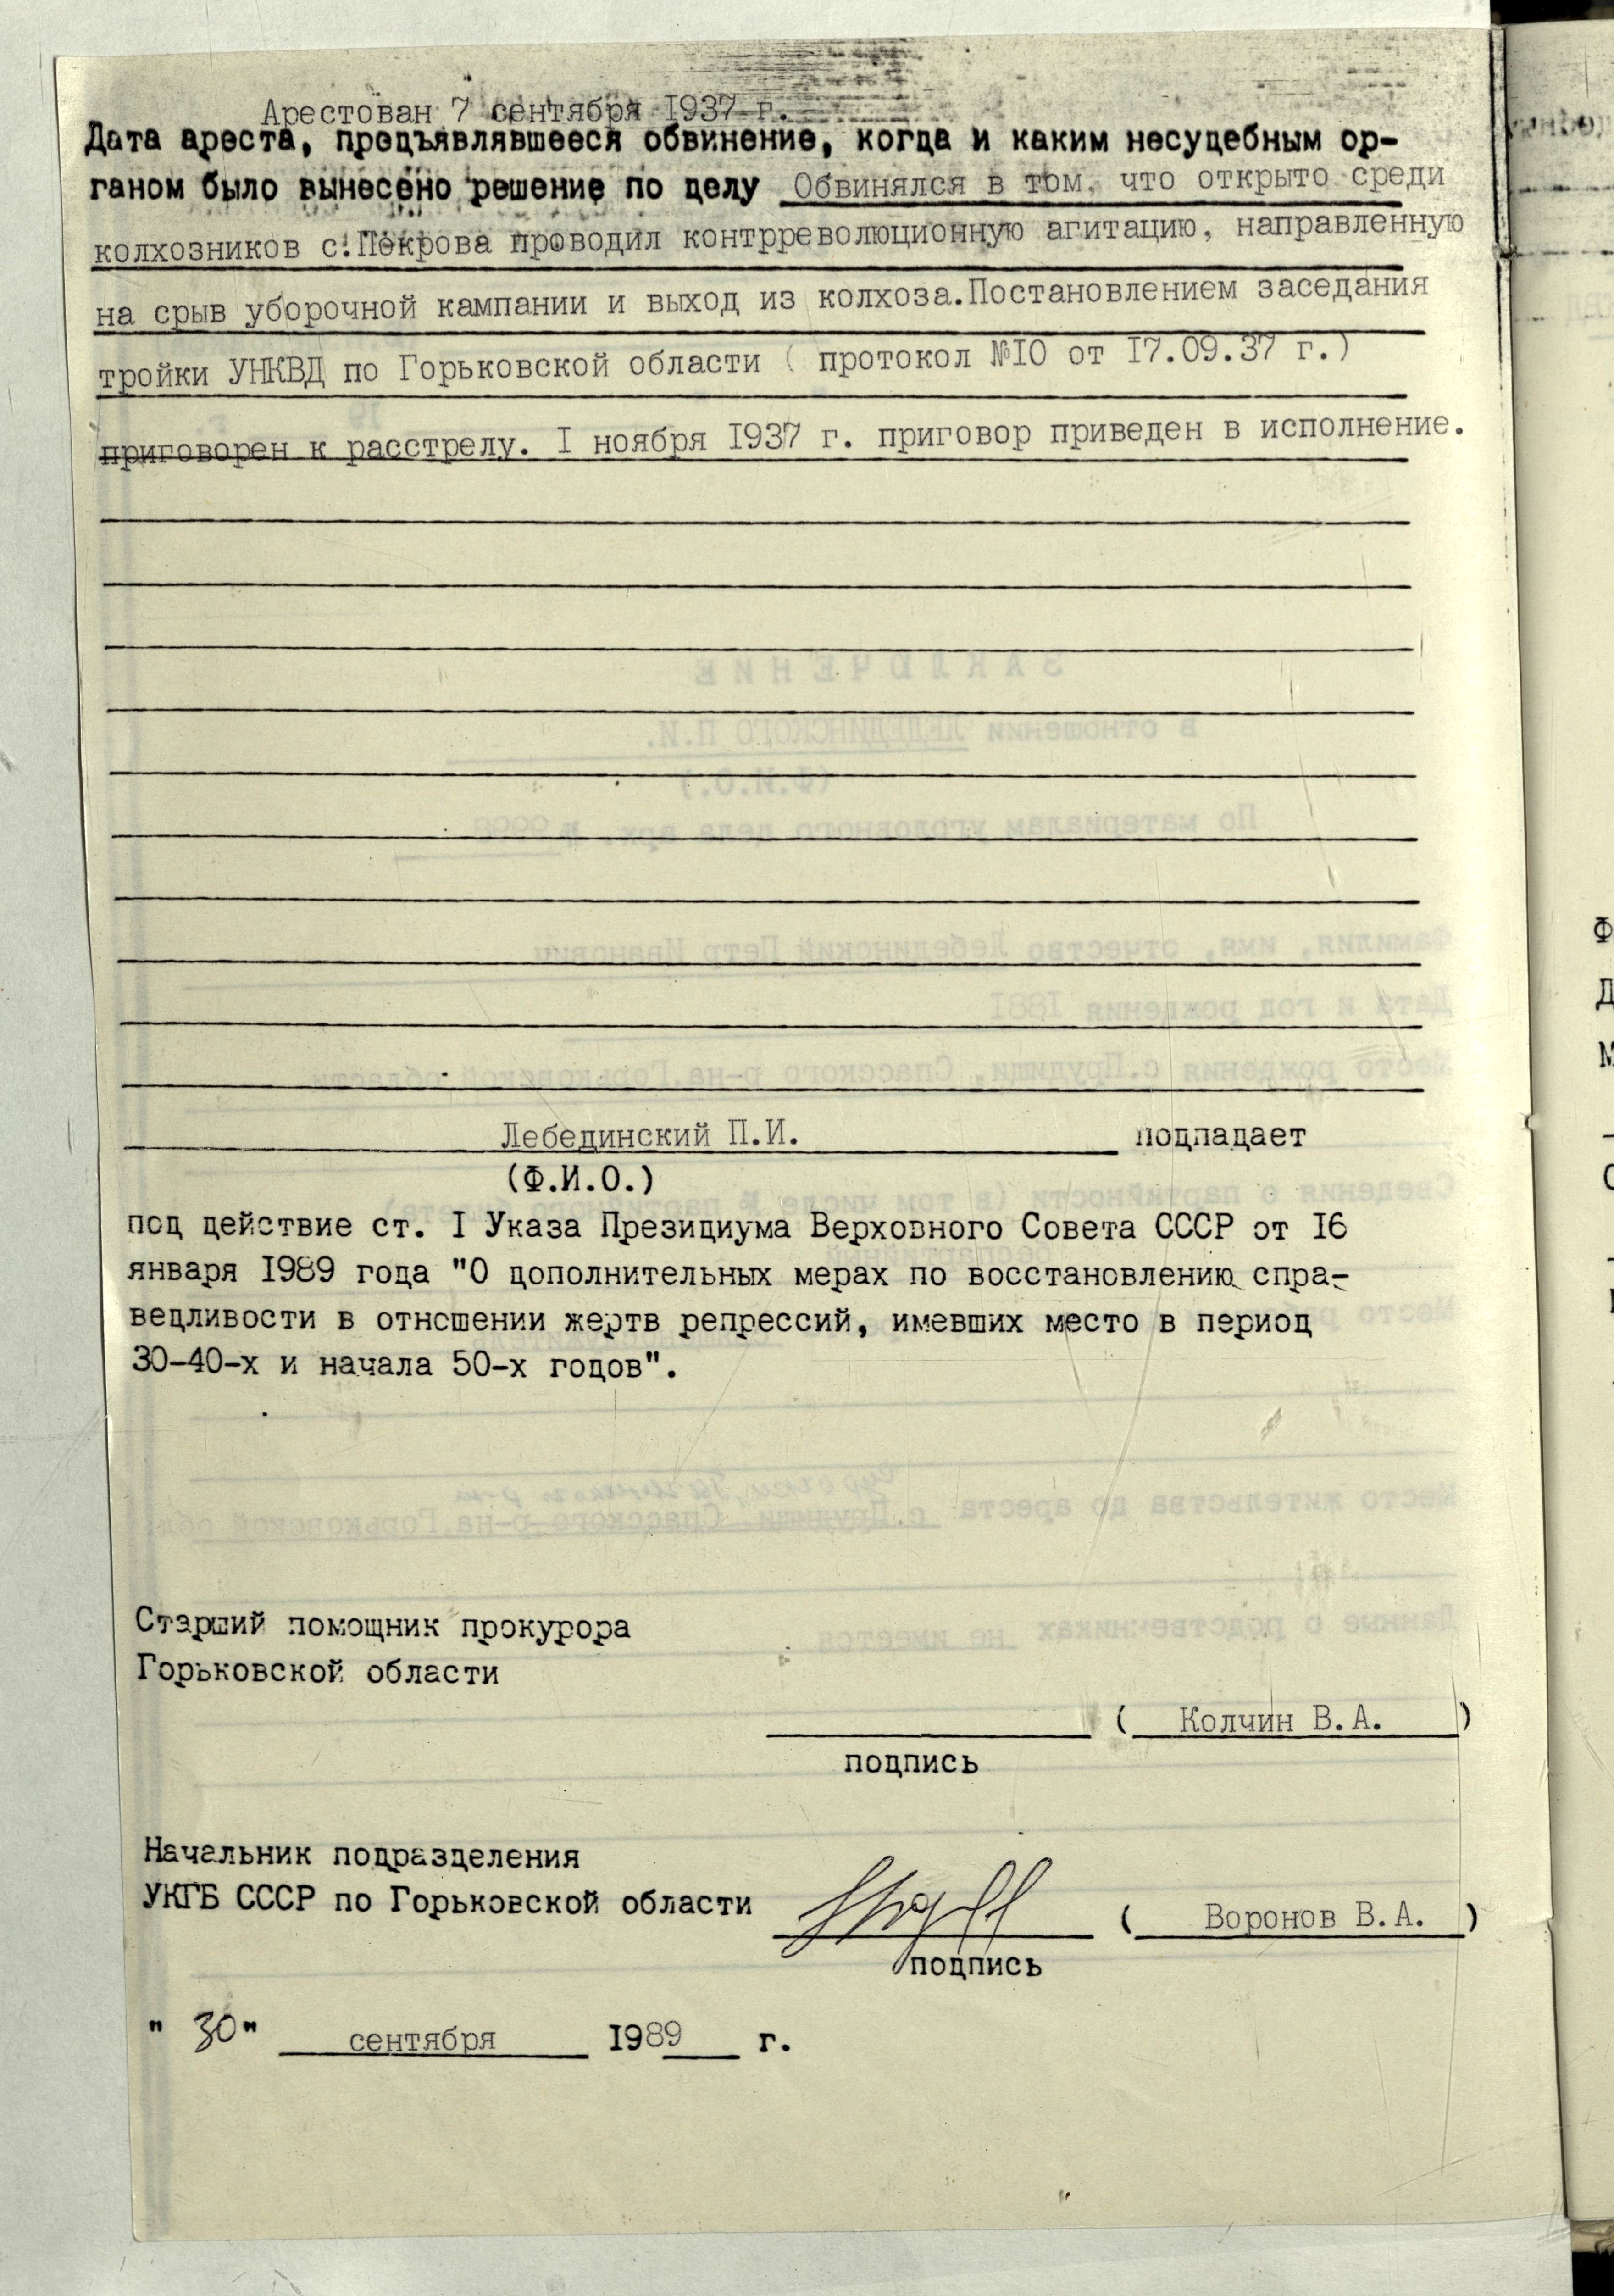 Арестован 7 сентября 1937 г.
Дата ареста, предъявлявшееся обвинение, когда и каким несудебным ор-
ганом было вынесено решение по делу Обвинялся в том, что открыто среди
колхозников с.Покрова проводил контрреволюционную агитацию, направленную
на срыв уборочной кампании и выход из колхоза.Постановлением заседания
тройки УНКВД по Горьковской области ( протокол №10 от 17.09.37 г.)
приговорен к расстрелу. I ноября 1937 г. приговор приведен в исполнение.
Лебединский П.И. подпадает
(Ф.И.О.)
под действие ст. I Указа Президиума Верховного Совета СССР от 16
января 1989 года "О дополнительных мерах по восстановлению спра-
ведливости в отношении жертв репрессий, имевших место в период
30-40-х и начала 50-х годов".
Старший помощник прокурора
Горьковской области
( Колчин В.А. )
подпись
Начальник подразделения
УКГБ СССР по Горьковской области ( Воронов В.А. )
подпись
" 30 " сентября 1989 г.